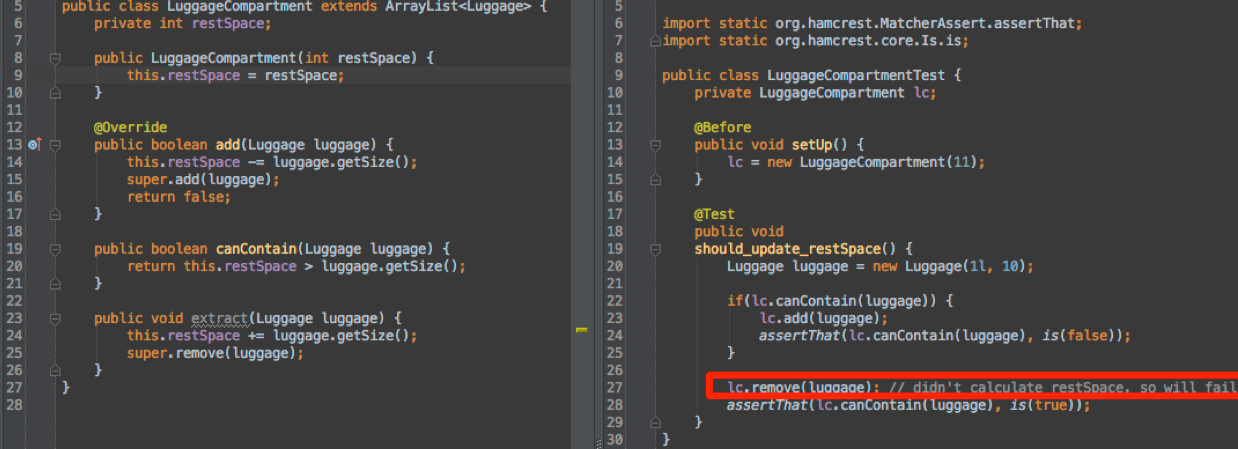 5 public class LuggageCompartment extends ArrayList<Luggage> {
6 private int restSpace;
7
8 public LuggageCompartment(int restSpace) {
9 this.restSpace = restSpace;
10 }
11
12 @Override
13 public boolean add(Luggage luggage) {
14 this.restSpace -= luggage.getSize();
15 super.add(luggage);
16 return false;
17 }
18
19 public boolean canContain(Luggage luggage) {
20 return this.restSpace > luggage.getSize();
21 }
22
23 public void extract(Luggage luggage) {
24 this.restSpace += luggage.getSize();
25 super.remove(luggage);
26 }
27 }
28
5
6 import static org.hamcrest.MatcherAssert.assertThat;
7 import static org.hamcrest.core.Is.is;
8
9 public class LuggageCompartmentTest {
10 private LuggageCompartment lc;
11
12 @Before
13 public void setUp() {
14 lc = new LuggageCompartment(11);
15 }
16
17 @Test
18 public void
19 should_update_restSpace() {
20 Luggage luggage = new Luggage(1l, 10);
21
22 if(lc.canContain(luggage)) {
23 lc.add(luggage);
24 assertThat(lc.canContain(luggage), is(false));
25 }
26
27 lc.remove(luggage); // didn't calculate restSpace, so will fail
28 assertThat(lc.canContain(luggage), is(true));
29 }
30 }